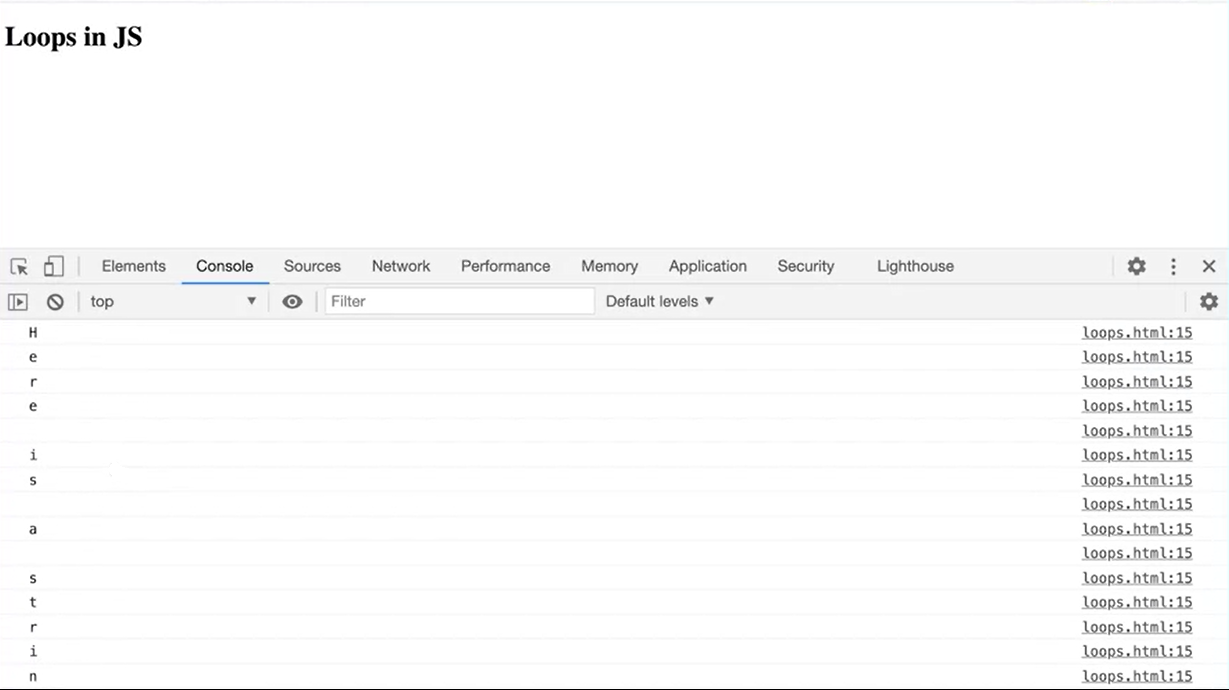 Loops in JS
Elements Console Sources Network Performance Memory Application Security Lighthouse
top Filter Default levels
H loops.html:15
e loops.html:15
r loops.html:15
e loops.html:15
loops.html:15
i loops.html:15
s loops.html:15
loops.html:15
a loops.html:15
loops.html:15
s loops.html:15
t loops.html:15
r loops.html:15
i loops.html:15
n loops.html:15